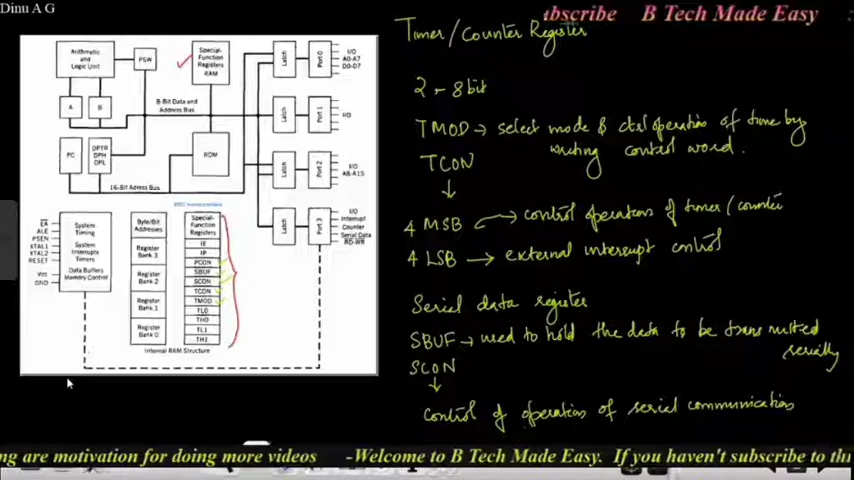 Dinu A G
tbscribe B Tech Made Easy
Timer/Counter Register
2 - 8bit
TMOD → select mode & ctrl operation of time by
writing control word.
TCON
↓
4 MSB → control operations of timer/counter
4 LSB → external interrupt control
Serial data register
SBUF → used to hold the data to be transmitted
serially
SCON
↓
Control of operation of serial communication
Arithmetic
and
Logic Unit
PSW
Special-
Function
Registers
RAM
Latch
Port 0
I/O
A0-A7
D0-D7
A
B
8-Bit Data and
Address Bus
Latch
Port 1
I/O
PC
DPTR
DPH
DPL
ROM
Latch
Port 2
I/O
A8-A15
16-Bit Adress Bus
EA
ALE
PSEN
XTAL1
XTAL2
RESET
Vcc
GND
System
Timing
System
Interrupts
Timers
Data Buffers
Memory Control
Byte/Bit
Addresses
Register
Bank 3
Register
Bank 2
Register
Bank 1
Register
Bank 0
Special-
Function
Registers
IE
IP
PCON
SBUF
SCON
TCON
TMOD
TL0
TH0
TL1
TH1
Latch
Port 3
I/O
Interrupt
Counter
Serial Data
RD-WR
Internal RAM Structure
ng are motivation for doing more videos -Welcome to B Tech Made Easy. If you haven't subscribe to thi